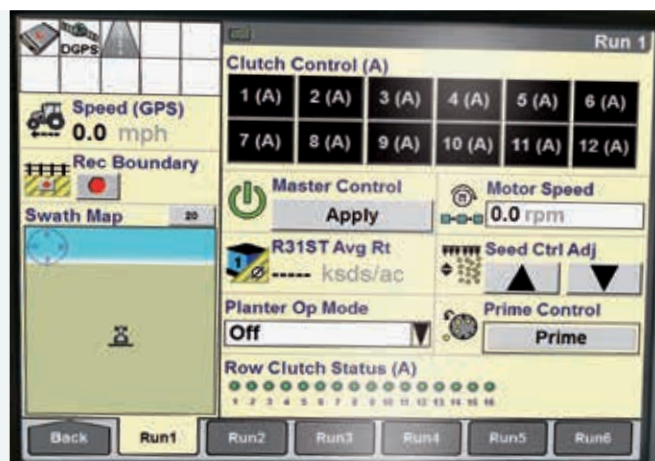 DGPS
Run 1
Speed (GPS)
0.0 mph
Rec Boundary
Swath Map 20
Clutch Control (A)
1 (A) 2 (A) 3 (A) 4 (A) 5 (A) 6 (A)
7 (A) 8 (A) 9 (A) 10 (A) 11 (A) 12 (A)
Master Control
Apply
Motor Speed
0.0 rpm
R31ST Avg Rt
1 ----- ksds/ac
Seed Ctrl Adj
Planter Op Mode
Off
Prime Control
Prime
Row Clutch Status (A)
1 2 3 4 5 6 7 8 9 10 11 12 13 14 15 16
Back Run1 Run2 Run3 Run4 Run5 Run6